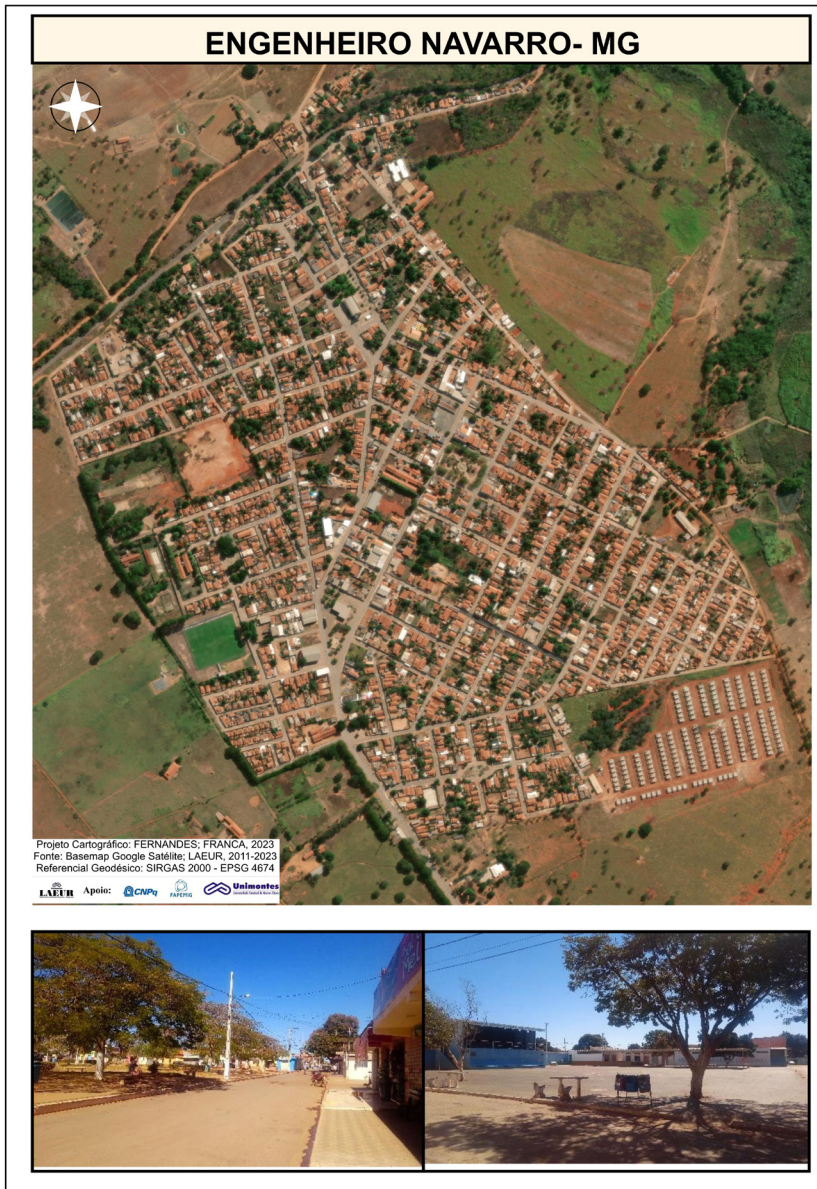 ENGENHEIRO NAVARRO- MG
Projeto Cartográfico: FERNANDES; FRANCA, 2023
Fonte: Basemap Google Satélite; LAEUR, 2011-2023
Referencial Geodésico: SIRGAS 2000 - EPSG 4674
LAEUR Apoio: CNPq FAPEMIG Unimontes